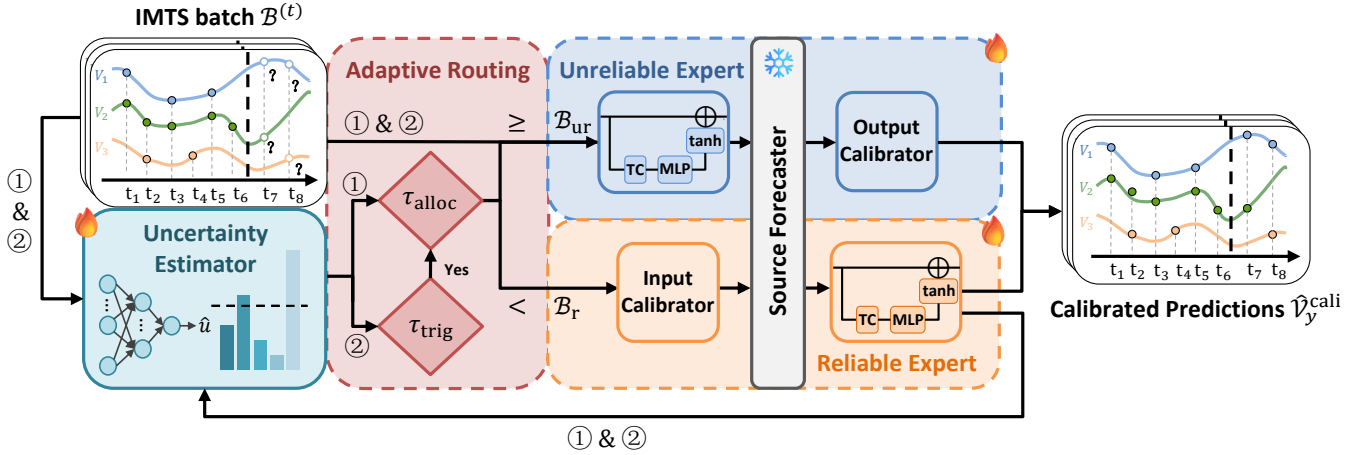 IMTS batch 𝓑⁽ᵗ⁾
V₁
?
?
V₂
?
V₃
?
t₁ t₂ t₃ t₄ t₅ t₆ t₇ t₈
①
&
②
Uncertainty
Estimator
û
Adaptive Routing
① & ② ≥ 𝓑ᵤᵣ
①
τ_alloc
Yes
②
τ_trig
< 𝓑ᵣ
Unreliable Expert
tanh
TC MLP
Source Forecaster
Output
Calibrator
Input
Calibrator
tanh
TC MLP
Reliable Expert
① & ②
V₁
V₂
V₃
t₁ t₂ t₃ t₄ t₅ t₆ t₇ t₈
Calibrated Predictions 𝒱̂_y^cali